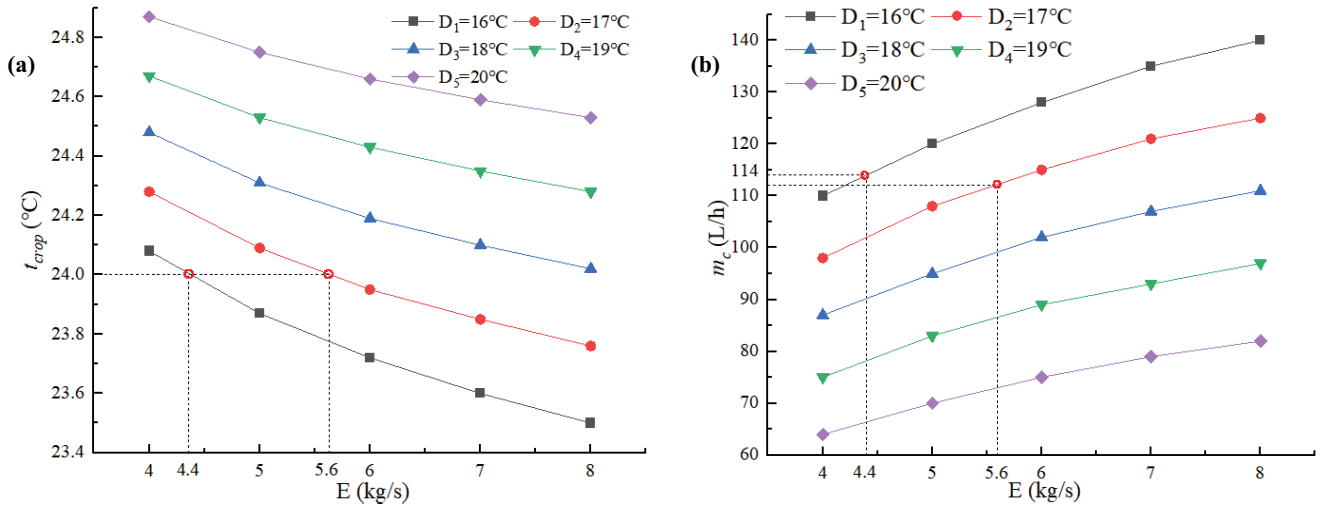 (a)
D₁=16℃ D₂=17℃
D₃=18℃ D₄=19℃
D₅=20℃
24.8
24.6
24.4
24.2
24.0
23.8
23.6
23.4
t_crop (℃)
4 4.4 5 5.6 6 7 8
E (kg/s)
(b)
D₁=16℃ D₂=17℃
D₃=18℃ D₄=19℃
D₅=20℃
140
130
120
114
110
100
90
80
70
60
m_c (L/h)
4 4.4 5 5.6 6 7 8
E (kg/s)